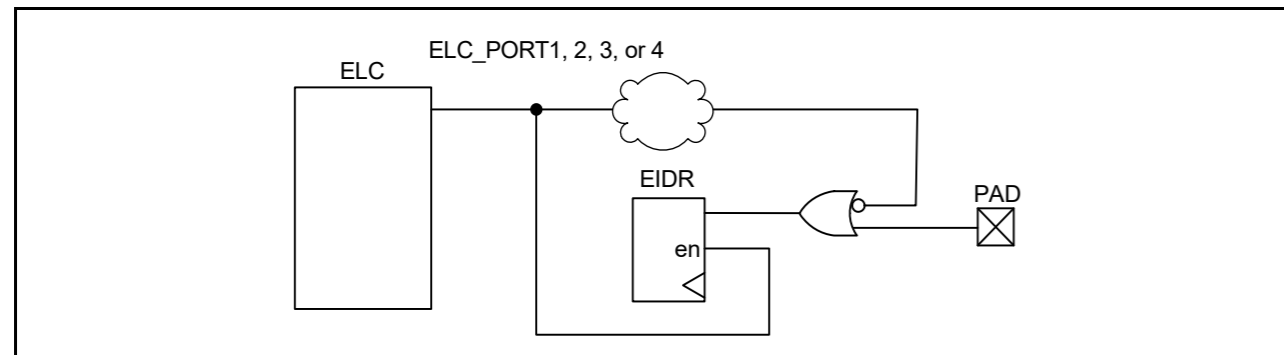 ELC_PORT1, 2, 3, or 4
ELC
EIDR
PAD
en